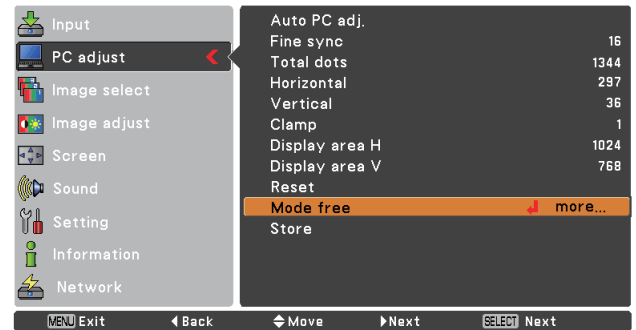 Input
PC adjust
Image select
Image adjust
Screen
Sound
Setting
Information
Network
Auto PC adj.
Fine sync 16
Total dots 1344
Horizontal 297
Vertical 36
Clamp 1
Display area H 1024
Display area V 768
Reset
Mode free more...
Store
MENU Exit Back Move Next SELECT Next